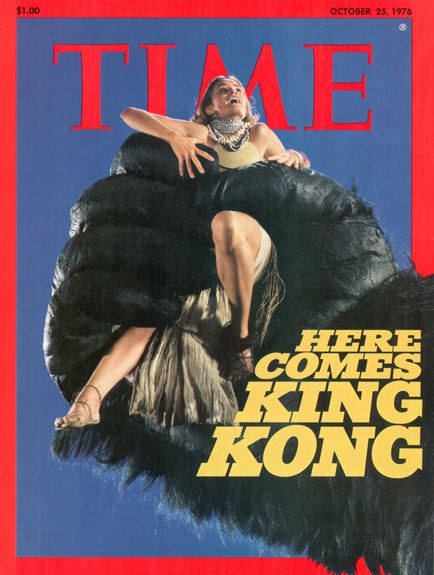 $1.00
OCTOBER 25, 1976
®
TIME
HERE
COMES
KING
KONG